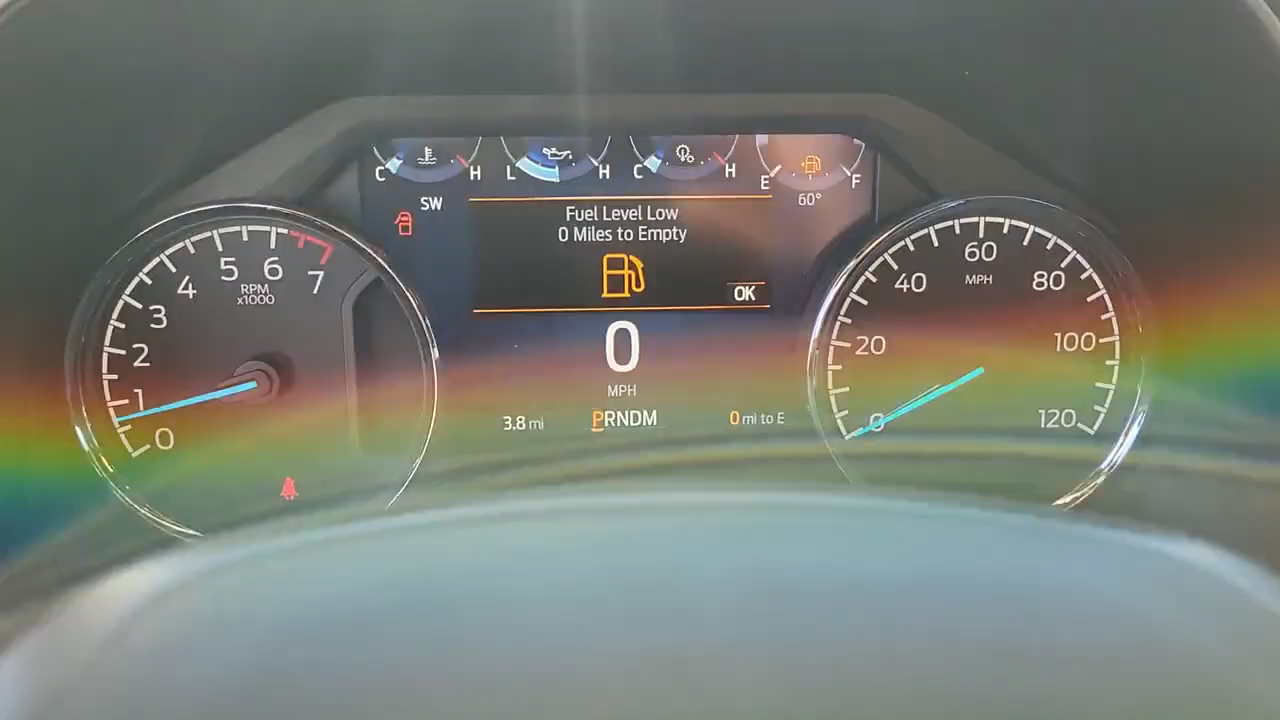 C H L H C H E F
SW
60°
Fuel Level Low
0 Miles to Empty
OK
0
MPH
3.8 mi PRNDM 0 mi to E
0 1 2 3 4 5 6 7
RPM
x1000
0 20 40 60 80 100 120
MPH